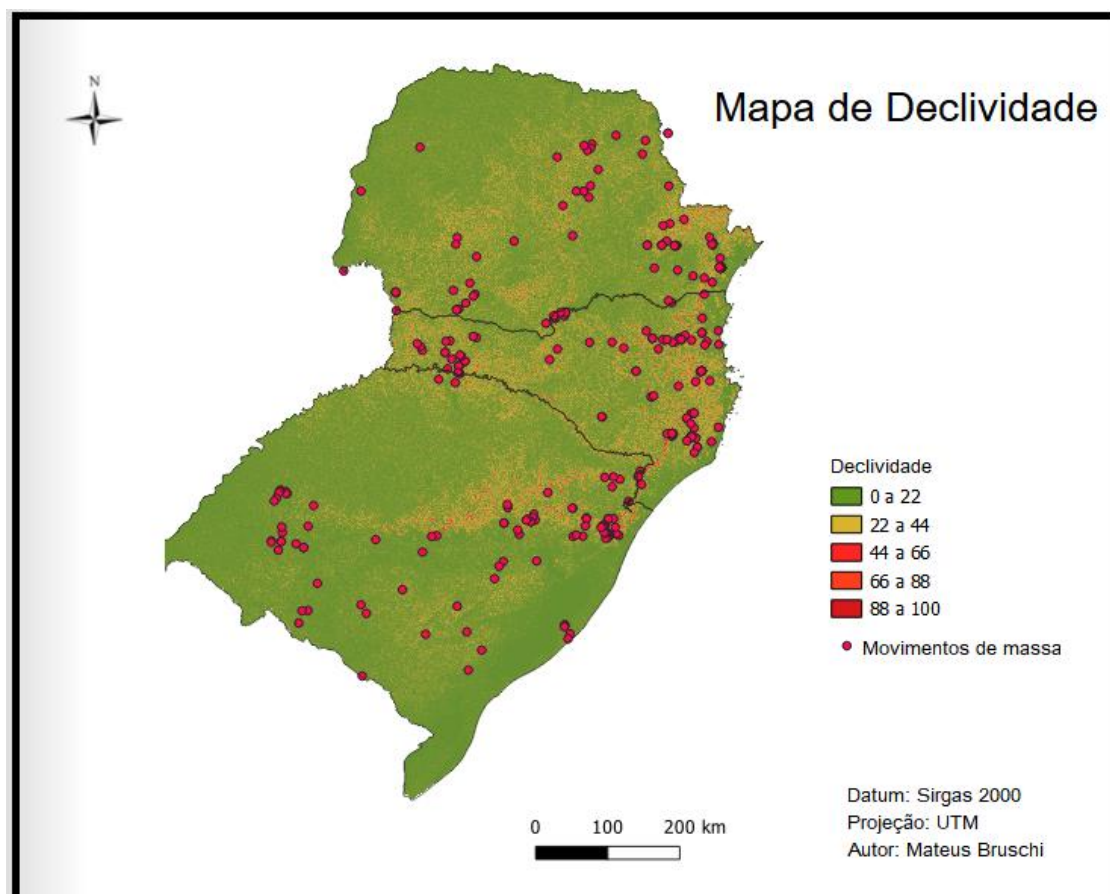 N
Mapa de Declividade
Declividade
0 a 22
22 a 44
44 a 66
66 a 88
88 a 100
Movimentos de massa
0 100 200 km
Datum: Sirgas 2000
Projeção: UTM
Autor: Mateus Bruschi